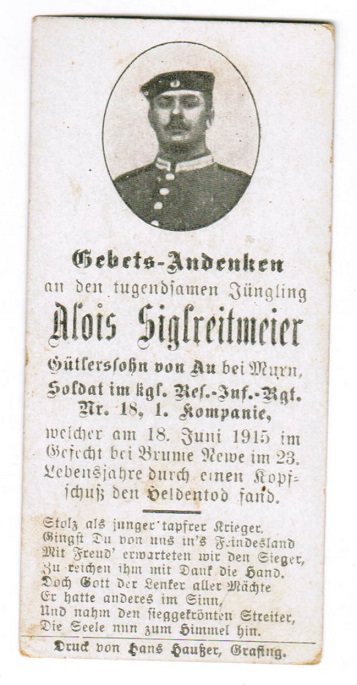 Gebets-Andenken
an den tugendsamen Jüngling
Alois Siglreitmeier
Gütlerssohn von Au bei Murn,
Soldat im kgl. Res.-Inf.-Rgt.
Nr. 18, 1. Kompanie,
welcher am 18. Juni 1915 im
Gefecht bei Brume Newe im 23.
Lebensjahre durch einen Kopf-
schuß den Heldentod fand.
Stolz als junger tapfrer Krieger,
Gingst Du von uns in's Feindesland
Mit Freud' erwarteten wir den Sieger,
Zu reichen ihm mit Dank die Hand.
Doch Gott der Lenker aller Mächte
Er hatte anderes im Sinn,
Und nahm den sieggekrönten Streiter,
Die Seele nun zum Himmel hin.
Druck von Hans Haußer, Grafing.